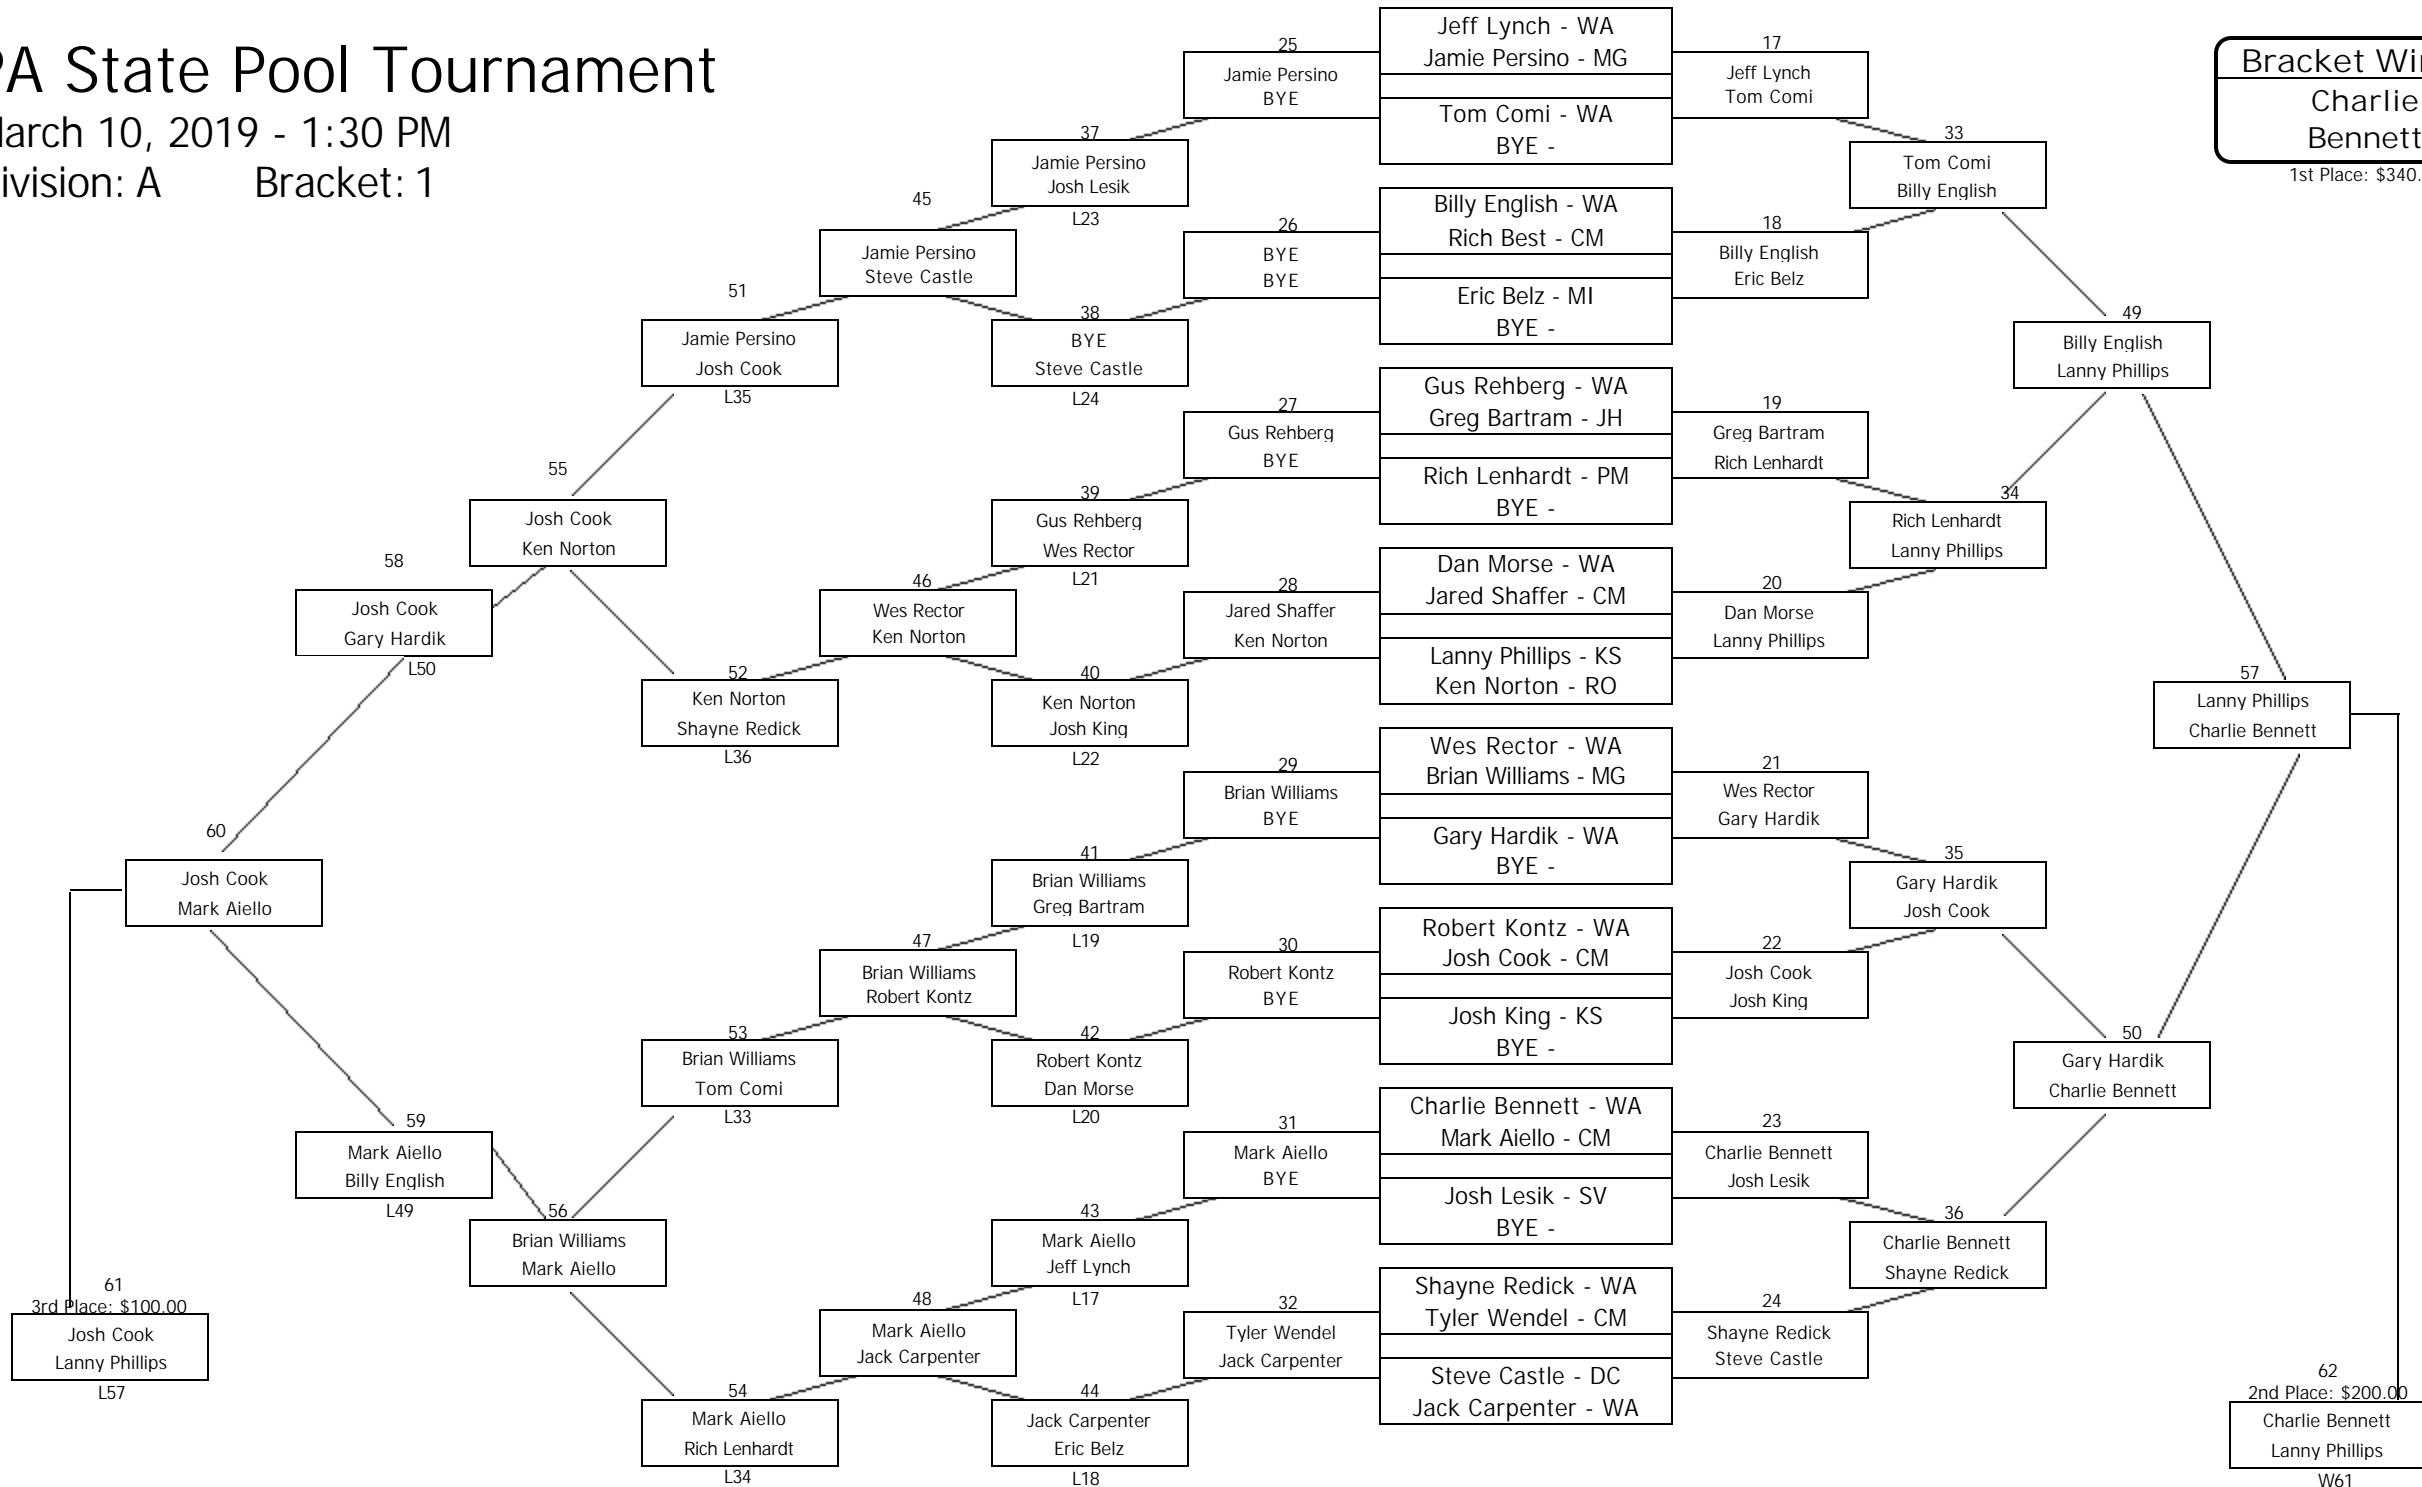 PA State Pool Tournament
March 10, 2019 - 1:30 PM
ivision: A Bracket: 1
Bracket Wi
Charlie
Bennett
1st Place: $340.
Jeff Lynch - WA
Jamie Persino - MG
Tom Comi - WA
BYE -
Billy English - WA
Rich Best - CM
Eric Belz - MI
BYE -
Gus Rehberg - WA
Greg Bartram - JH
Rich Lenhardt - PM
BYE -
Dan Morse - WA
Jared Shaffer - CM
Lanny Phillips - KS
Ken Norton - RO
Wes Rector - WA
Brian Williams - MG
Gary Hardik - WA
BYE -
Robert Kontz - WA
Josh Cook - CM
Josh King - KS
BYE -
Charlie Bennett - WA
Mark Aiello - CM
Josh Lesik - SV
BYE -
Shayne Redick - WA
Tyler Wendel - CM
Steve Castle - DC
Jack Carpenter - WA
17
Jeff Lynch
Tom Comi
18
Billy English
Eric Belz
19
Greg Bartram
Rich Lenhardt
20
Dan Morse
Lanny Phillips
21
Wes Rector
Gary Hardik
22
Josh Cook
Josh King
23
Charlie Bennett
Josh Lesik
24
Shayne Redick
Steve Castle
25
Jamie Persino
BYE
26
BYE
BYE
27
Gus Rehberg
BYE
28
Jared Shaffer
Ken Norton
29
Brian Williams
BYE
30
Robert Kontz
BYE
31
Mark Aiello
BYE
32
Tyler Wendel
Jack Carpenter
33
Tom Comi
Billy English
34
Rich Lenhardt
Lanny Phillips
35
Gary Hardik
Josh Cook
36
Charlie Bennett
Shayne Redick
37
Jamie Persino
Josh Lesik
L23
38
BYE
Steve Castle
L24
39
Gus Rehberg
Wes Rector
L21
40
Ken Norton
Josh King
L22
41
Brian Williams
Greg Bartram
L19
42
Robert Kontz
Dan Morse
L20
43
Mark Aiello
Jeff Lynch
L17
44
Jack Carpenter
Eric Belz
L18
45
Jamie Persino
Steve Castle
46
Wes Rector
Ken Norton
47
Brian Williams
Robert Kontz
48
Mark Aiello
Jack Carpenter
49
Billy English
Lanny Phillips
50
Gary Hardik
Charlie Bennett
51
Jamie Persino
Josh Cook
L35
52
Ken Norton
Shayne Redick
L36
53
Brian Williams
Tom Comi
L33
54
Mark Aiello
Rich Lenhardt
L34
55
Josh Cook
Ken Norton
56
Brian Williams
Mark Aiello
57
Lanny Phillips
Charlie Bennett
58
Josh Cook
Gary Hardik
L50
59
Mark Aiello
Billy English
L49
60
Josh Cook
Mark Aiello
61
3rd Place: $100.00
Josh Cook
Lanny Phillips
L57
62
2nd Place: $200.00
Charlie Bennett
Lanny Phillips
W61